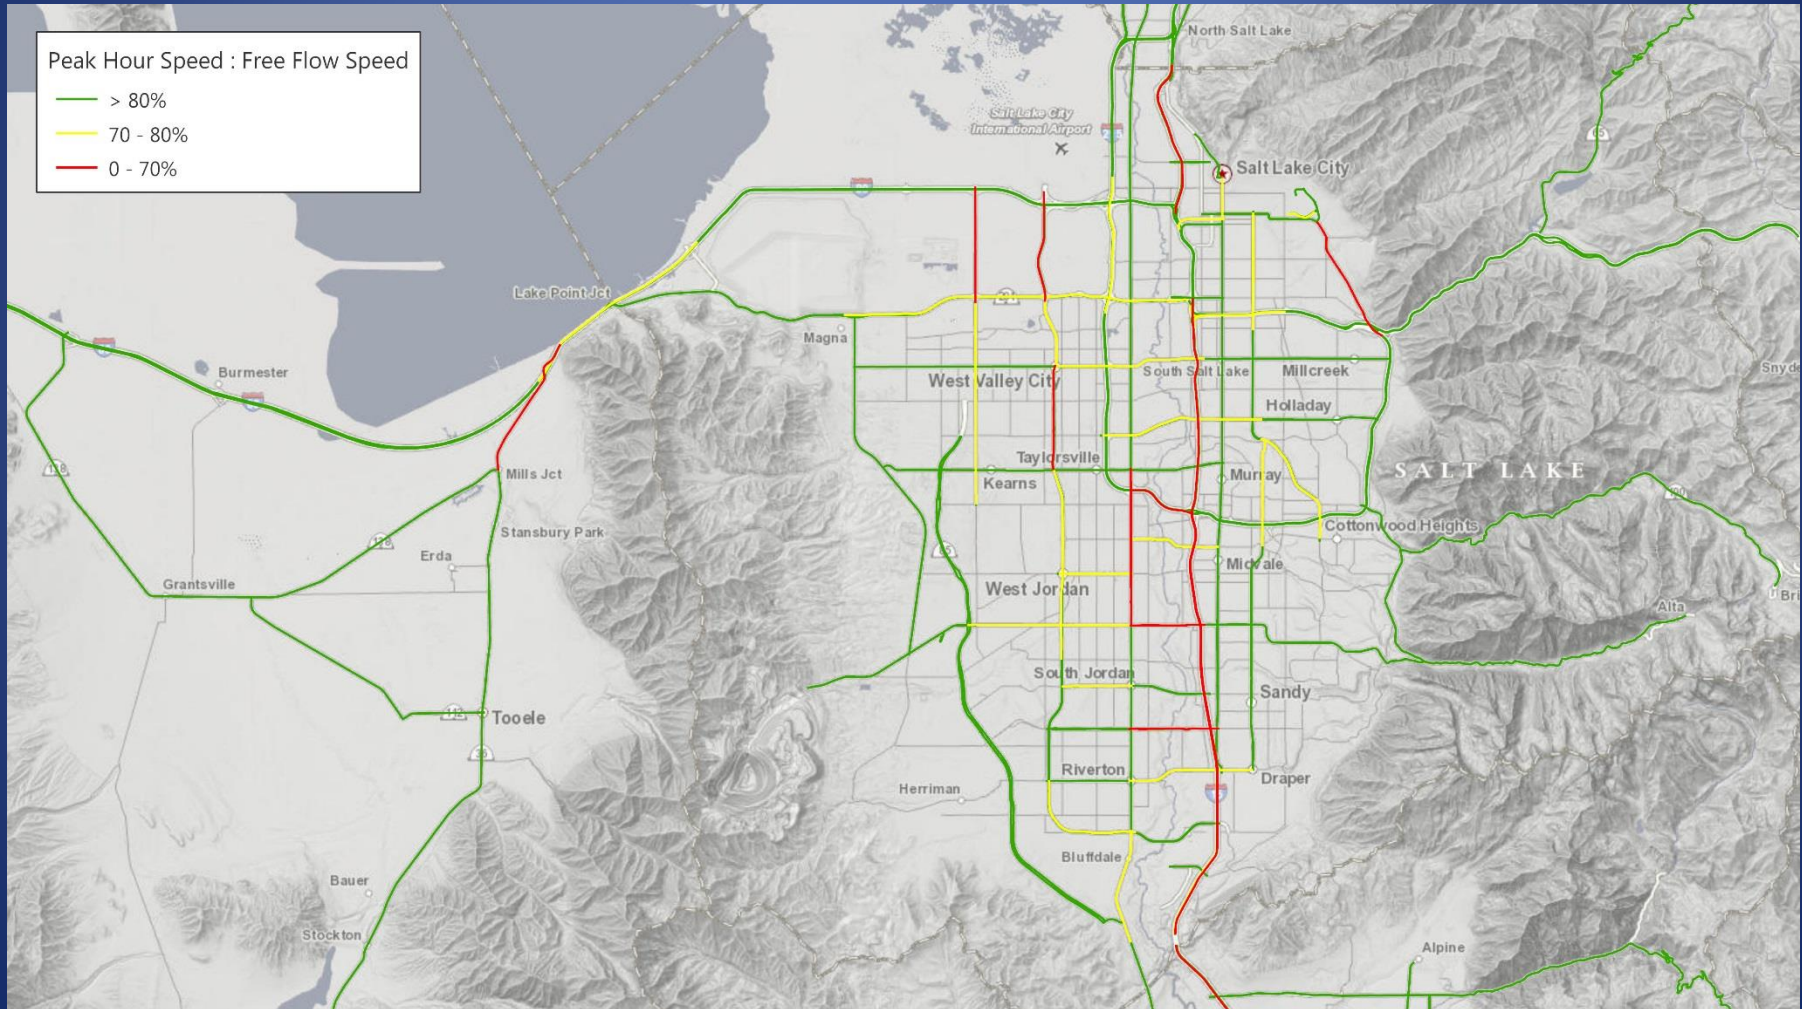 Peak Hour Speed : Free Flow Speed
> 80%
70 - 80%
0 - 70%
North Salt Lake
Salt Lake City
International Airport
Salt Lake City
Lake Point Jct
Magna
Burmester
West Valley City
South Salt Lake
Millcreek
Holladay
Taylorsville
Kearns
Murray
SALT LAKE
138
Mills Jct
Stansbury Park
Cottonwood Heights
Erda
Grantsville
Midvale
West Jordan
Alta
South Jordan
Sandy
Tooele
36
Riverton
Draper
Herriman
Bluffdale
Bauer
Stockton
Alpine